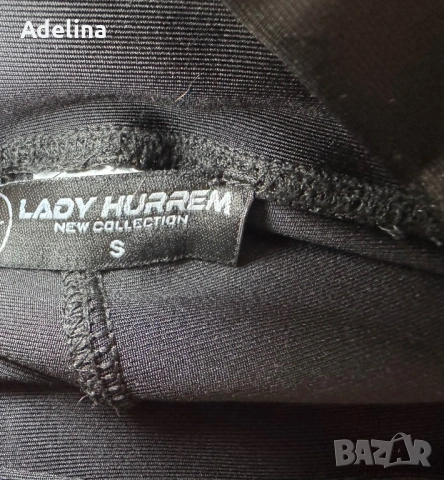 Adelina
LADY HURREM
NEW COLLECTION
S
BAZAR